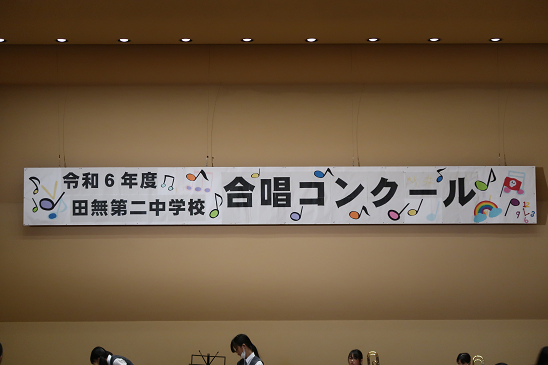 令和6年度
田無第二中学校
合唱コンクール